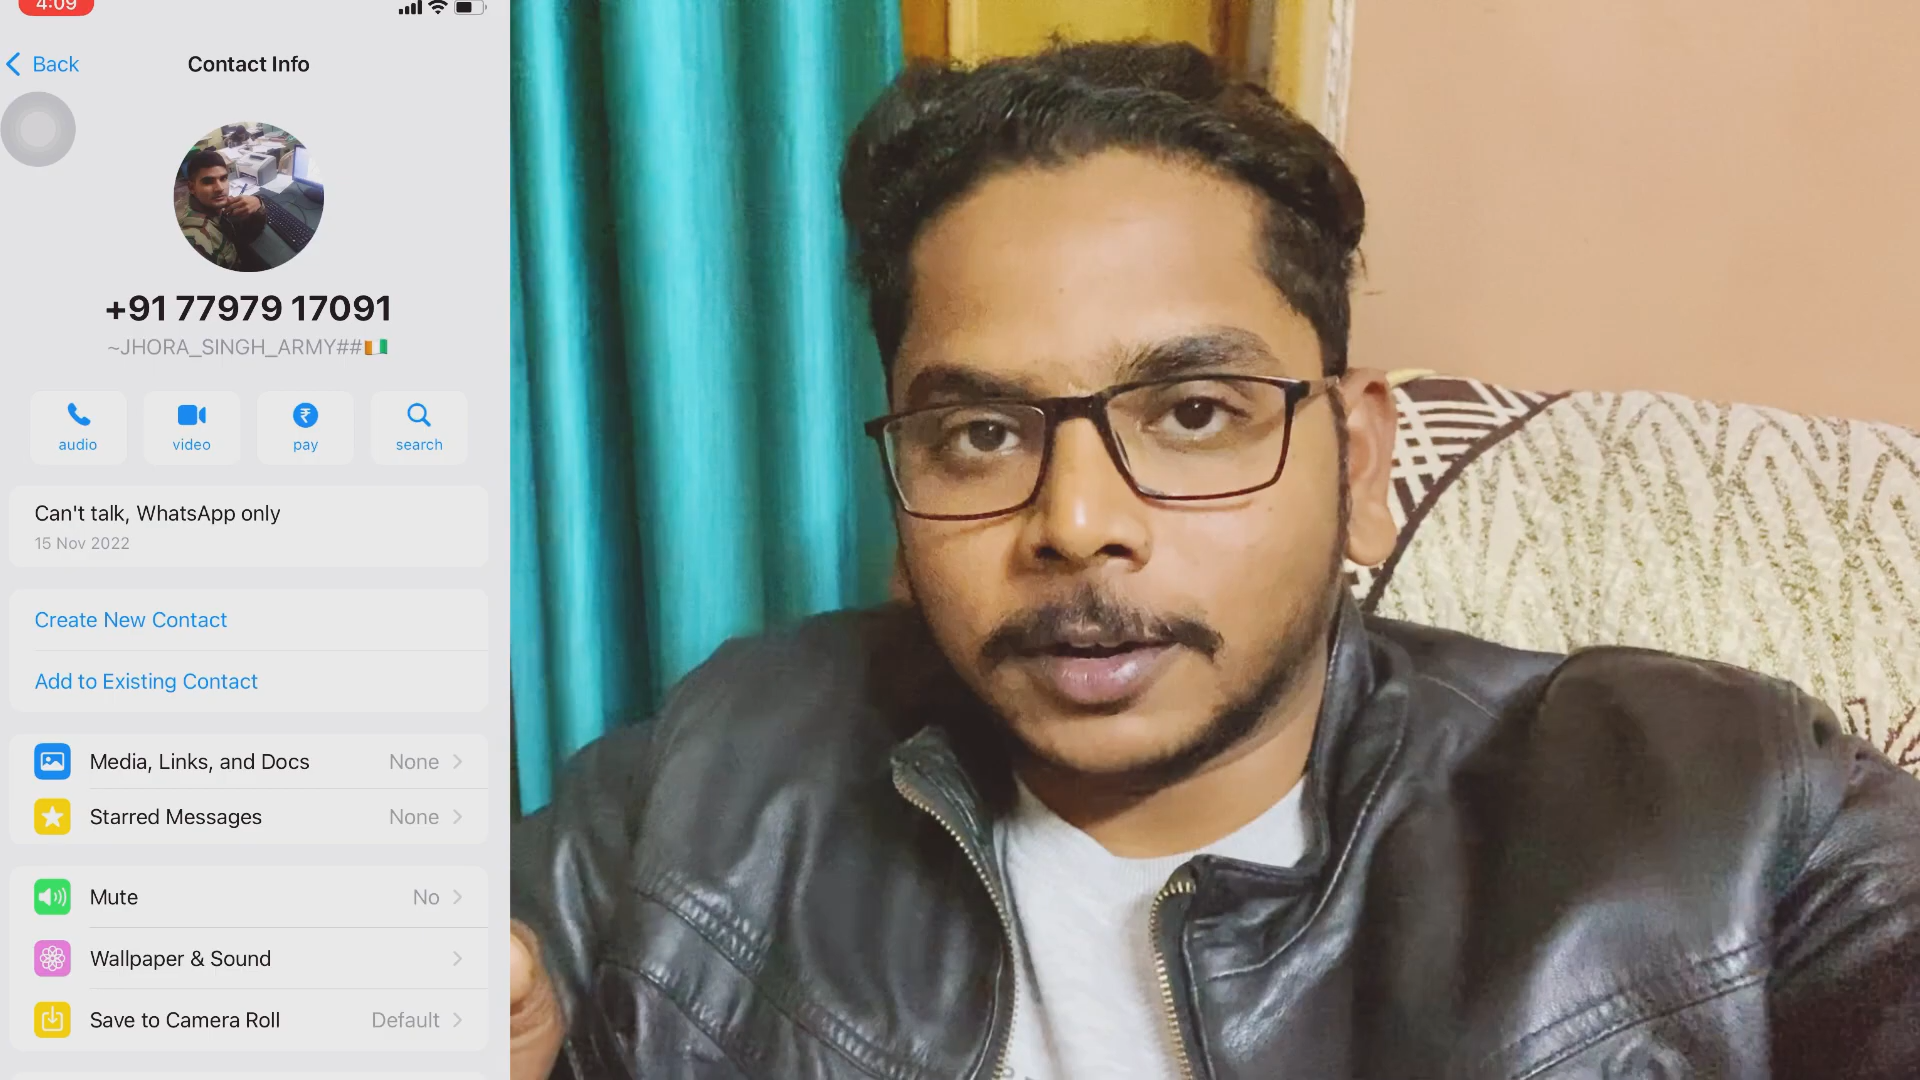 4:09
Back
Contact Info
+91 77979 17091
~JHORA_SINGH_ARMY##🇨🇮
audio
video
pay
search
Can't talk, WhatsApp only
15 Nov 2022
Create New Contact
Add to Existing Contact
Media, Links, and Docs None
Starred Messages None
Mute No
Wallpaper & Sound
Save to Camera Roll Default